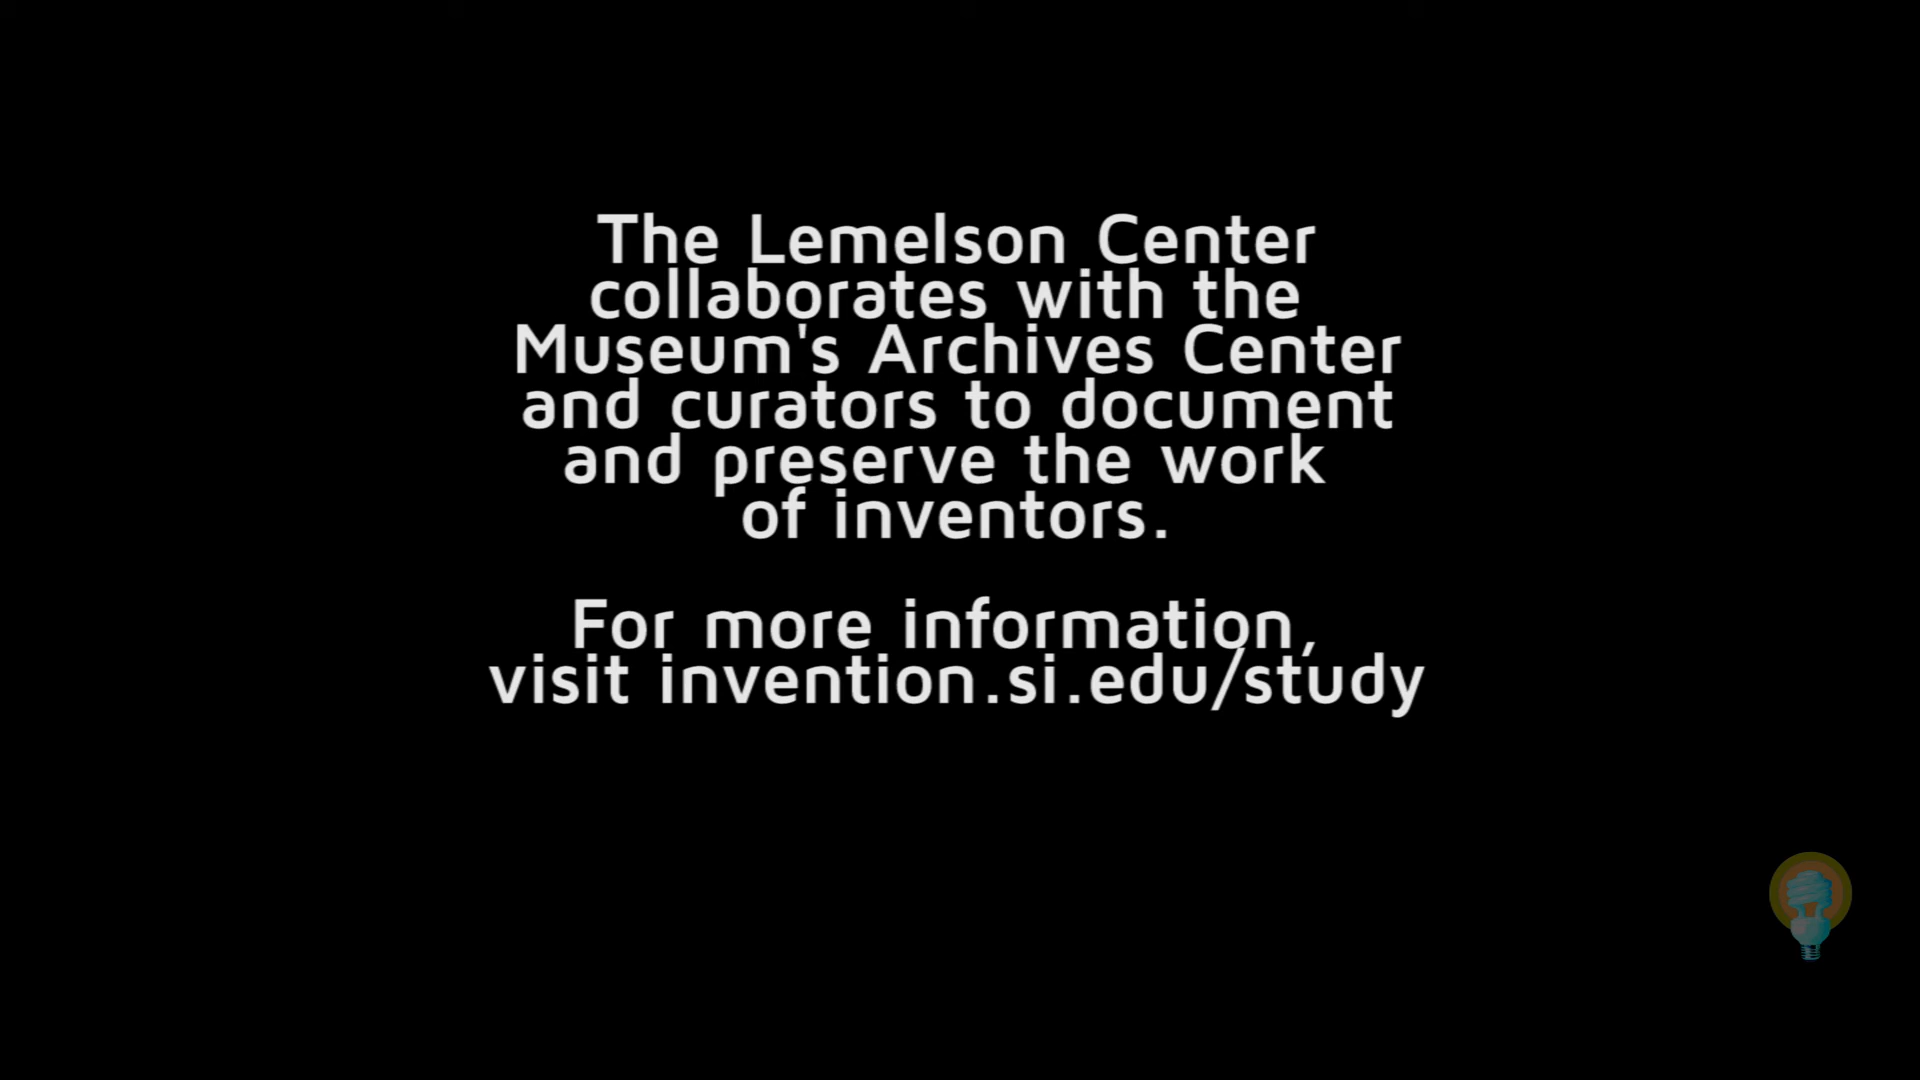 The Lemelson Center
collaborates with the
Museum's Archives Center
and curators to document
and preserve the work
of inventors.
For more information,
visit invention.si.edu/study